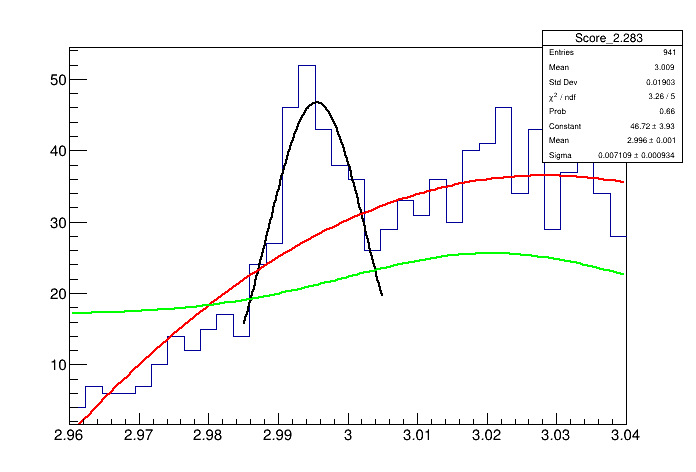 Score_2.283
Entries 941
Mean 3.009
Std Dev 0.01903
χ² / ndf 3.26 / 5
Prob 0.66
Constant 46.72 ± 3.93
Mean 2.996 ± 0.001
Sigma 0.007109 ± 0.000934
50
40
30
20
10
2.96 2.97 2.98 2.99 3 3.01 3.02 3.03 3.04